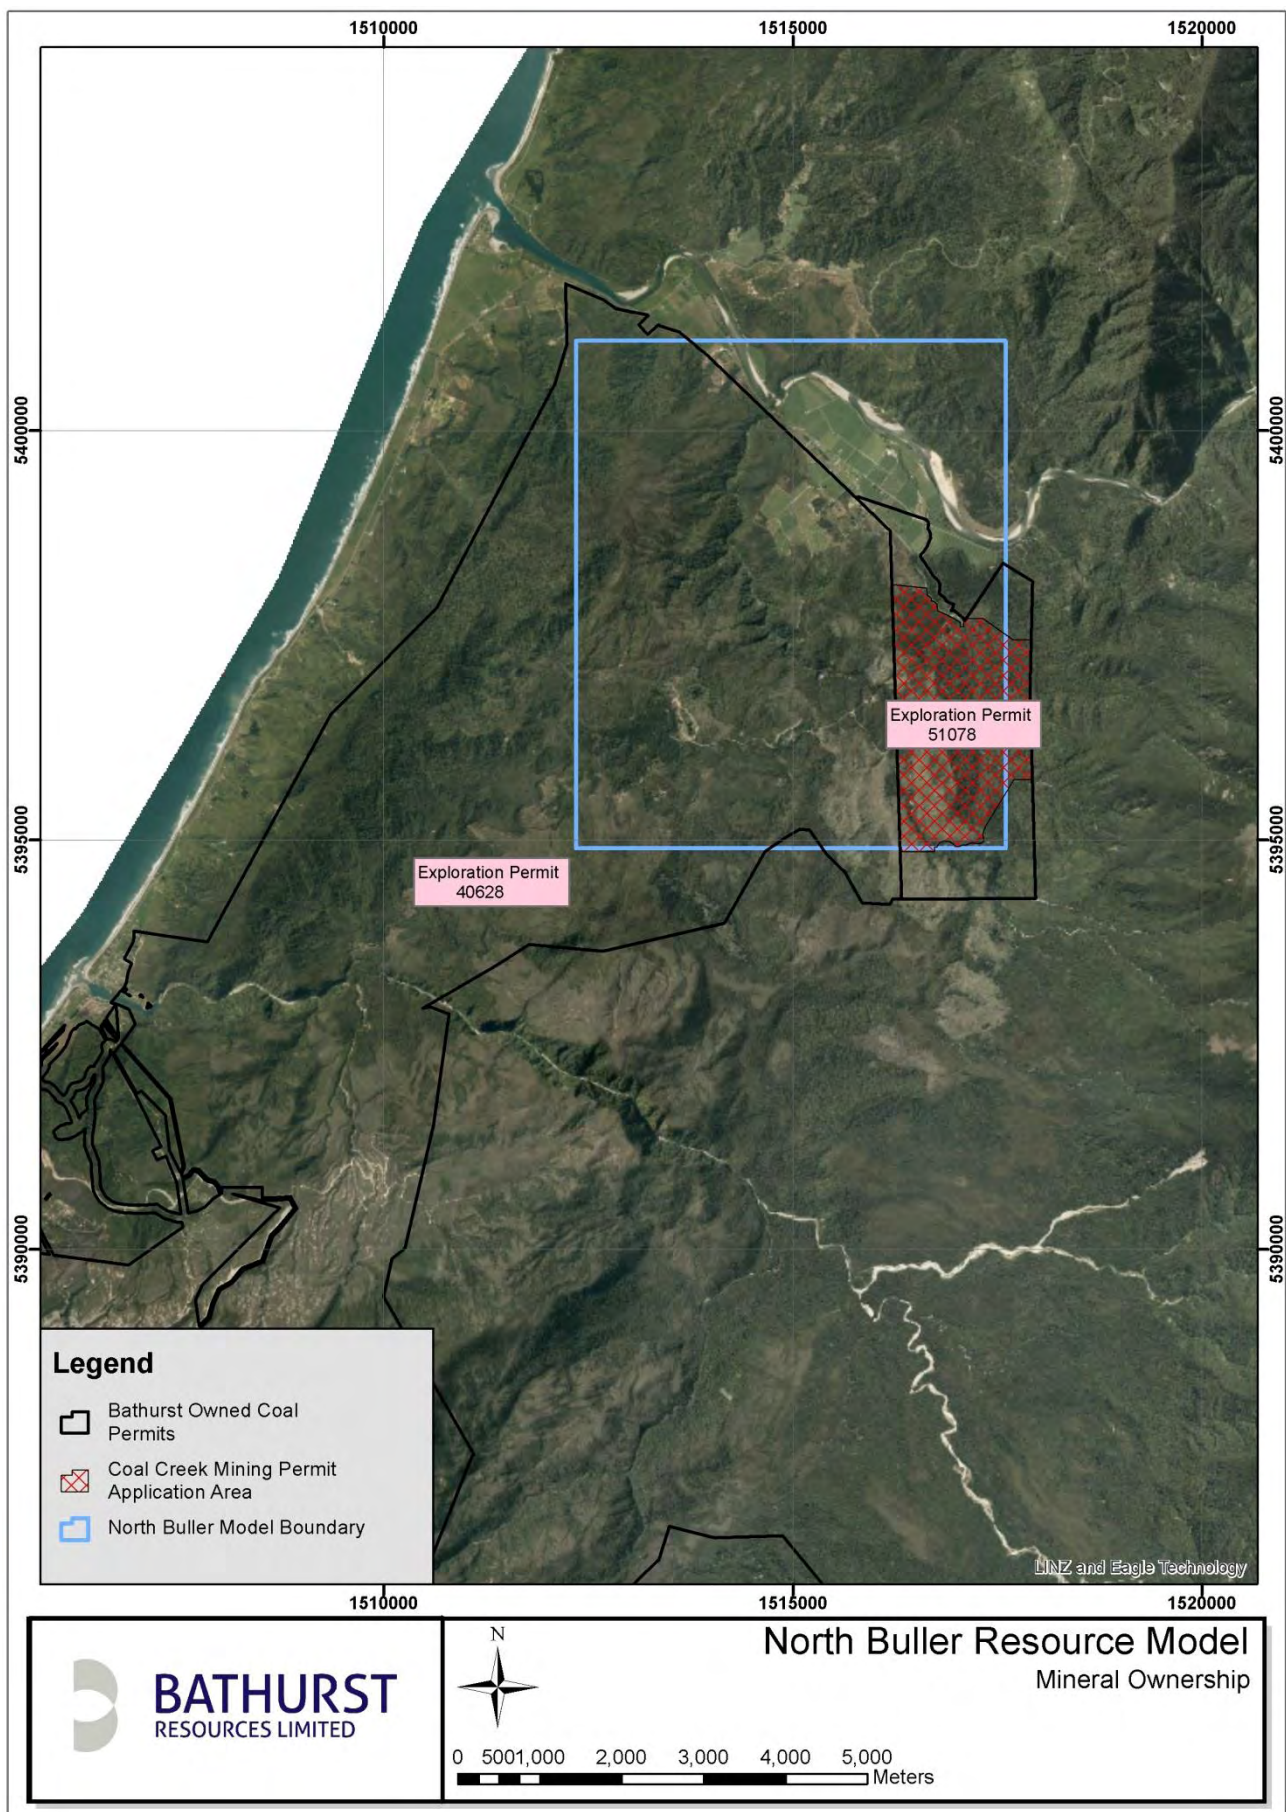 1510000
1515000
1520000
5400000
5400000
Exploration Permit
51078
5395000
5395000
Exploration Permit
40628
5390000
5390000
Legend
Bathurst Owned Coal
Permits
Coal Creek Mining Permit
Application Area
North Buller Model Boundary
LINZ and Eagle Technology
1510000
1515000
1520000
BATHURST
RESOURCES LIMITED
N
North Buller Resource Model
Mineral Ownership
0 500 1,000 2,000 3,000 4,000 5,000
Meters